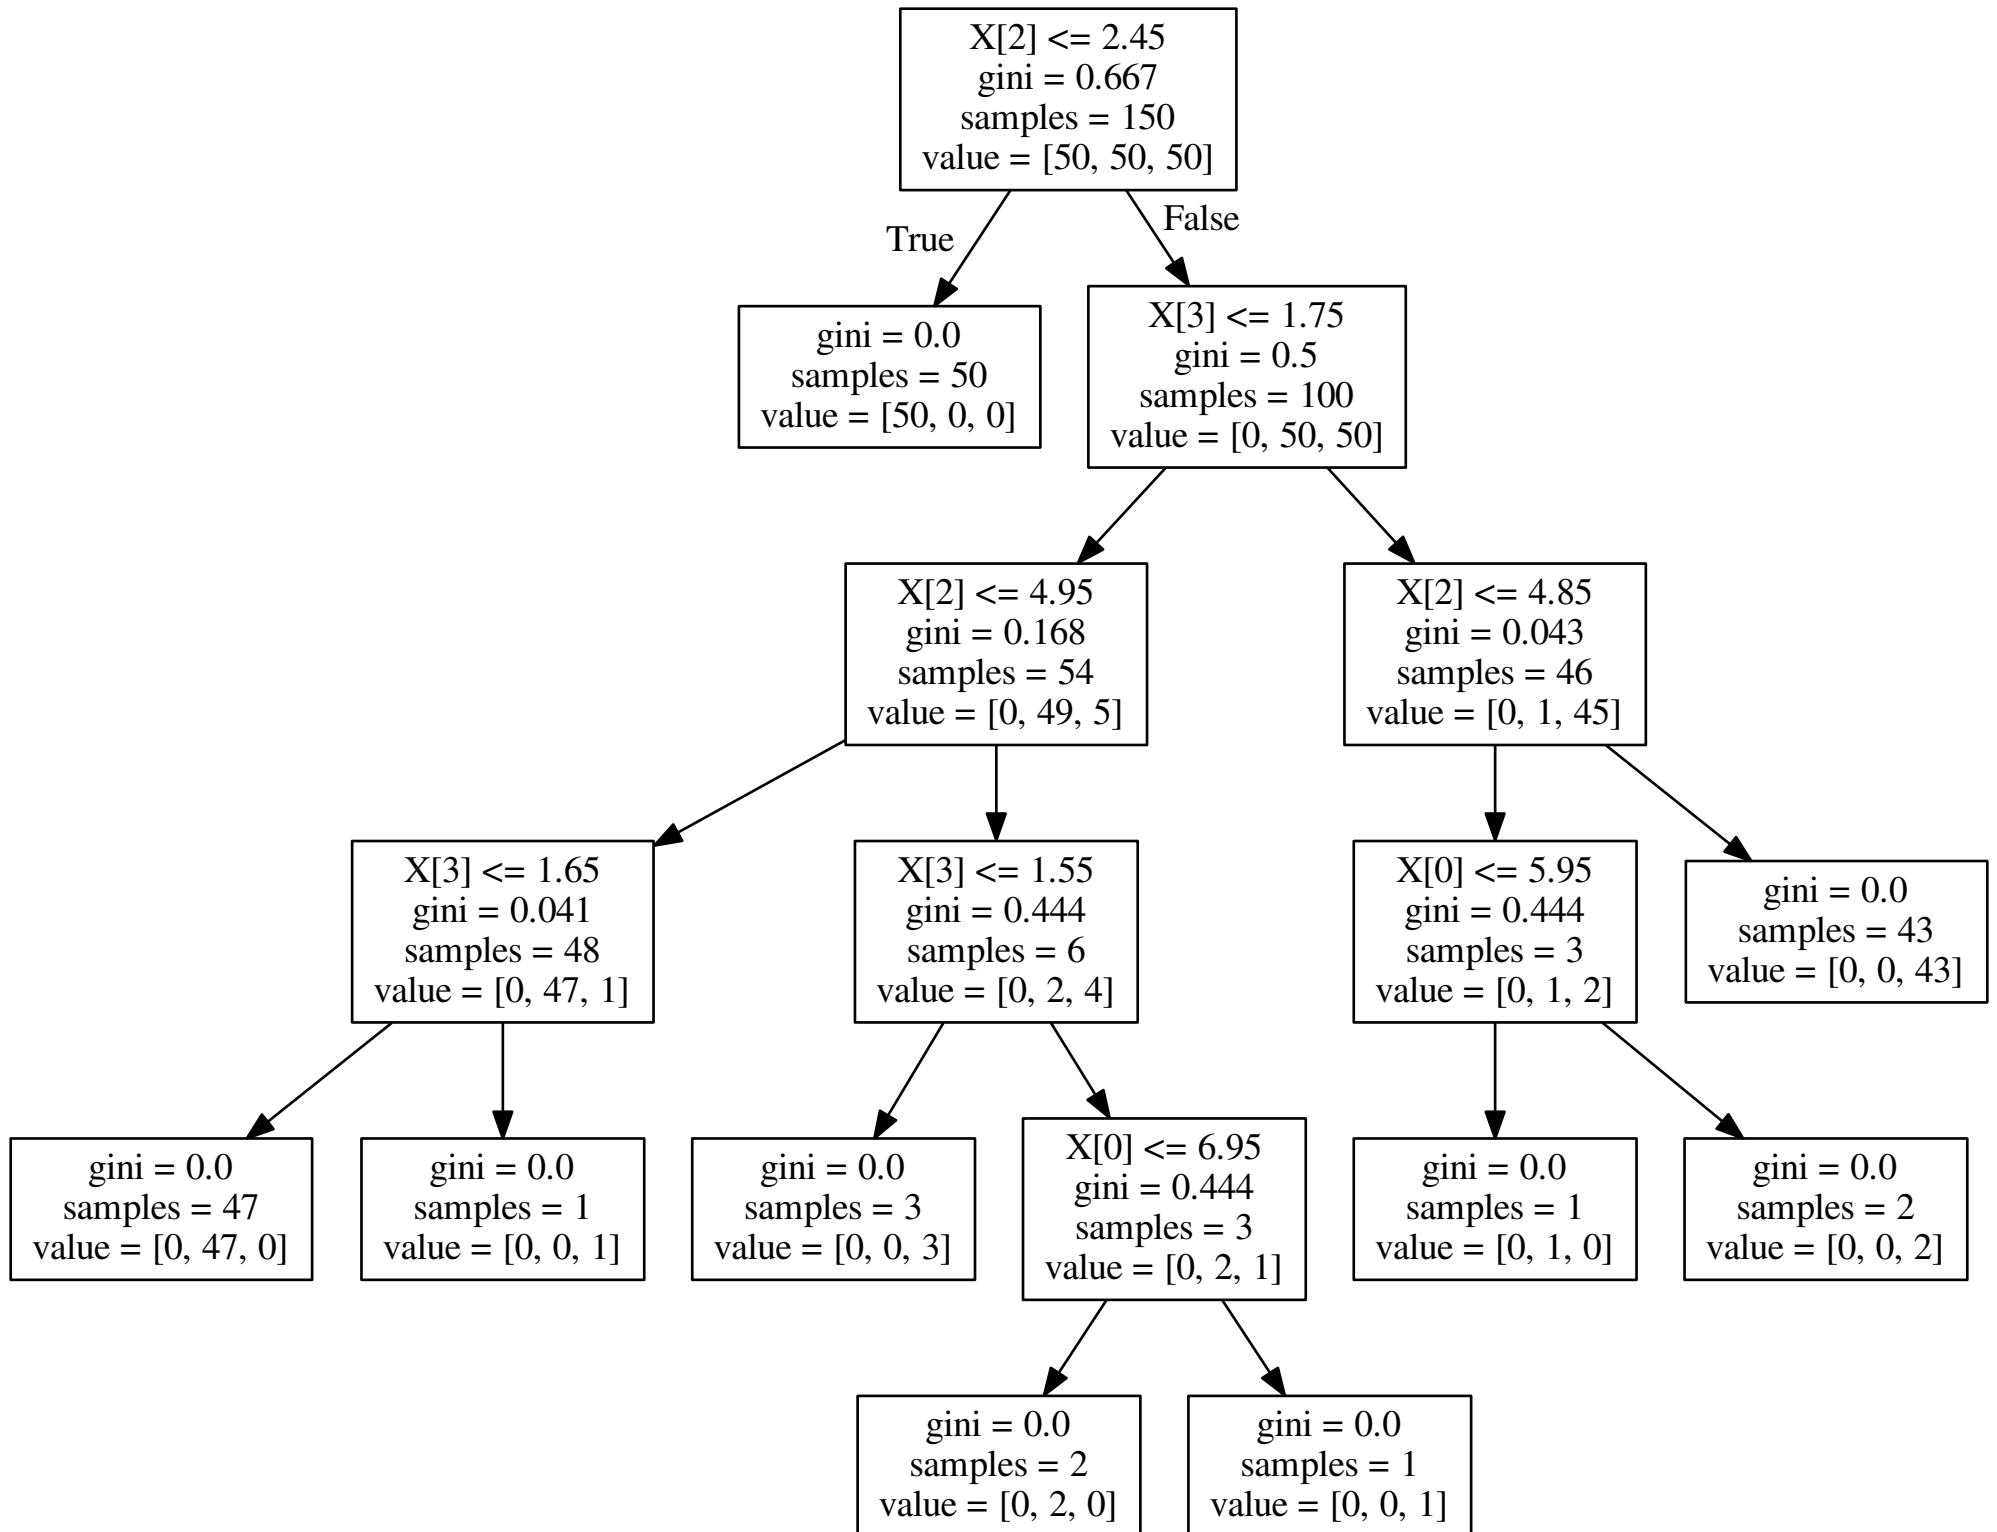 X[2] <= 2.45
gini = 0.667
samples = 150
value = [50, 50, 50]
True
False
gini = 0.0
samples = 50
value = [50, 0, 0]
X[3] <= 1.75
gini = 0.5
samples = 100
value = [0, 50, 50]
X[2] <= 4.95
gini = 0.168
samples = 54
value = [0, 49, 5]
X[2] <= 4.85
gini = 0.043
samples = 46
value = [0, 1, 45]
X[3] <= 1.65
gini = 0.041
samples = 48
value = [0, 47, 1]
X[3] <= 1.55
gini = 0.444
samples = 6
value = [0, 2, 4]
X[0] <= 5.95
gini = 0.444
samples = 3
value = [0, 1, 2]
gini = 0.0
samples = 43
value = [0, 0, 43]
gini = 0.0
samples = 47
value = [0, 47, 0]
gini = 0.0
samples = 1
value = [0, 0, 1]
gini = 0.0
samples = 3
value = [0, 0, 3]
X[0] <= 6.95
gini = 0.444
samples = 3
value = [0, 2, 1]
gini = 0.0
samples = 1
value = [0, 1, 0]
gini = 0.0
samples = 2
value = [0, 0, 2]
gini = 0.0
samples = 2
value = [0, 2, 0]
gini = 0.0
samples = 1
value = [0, 0, 1]